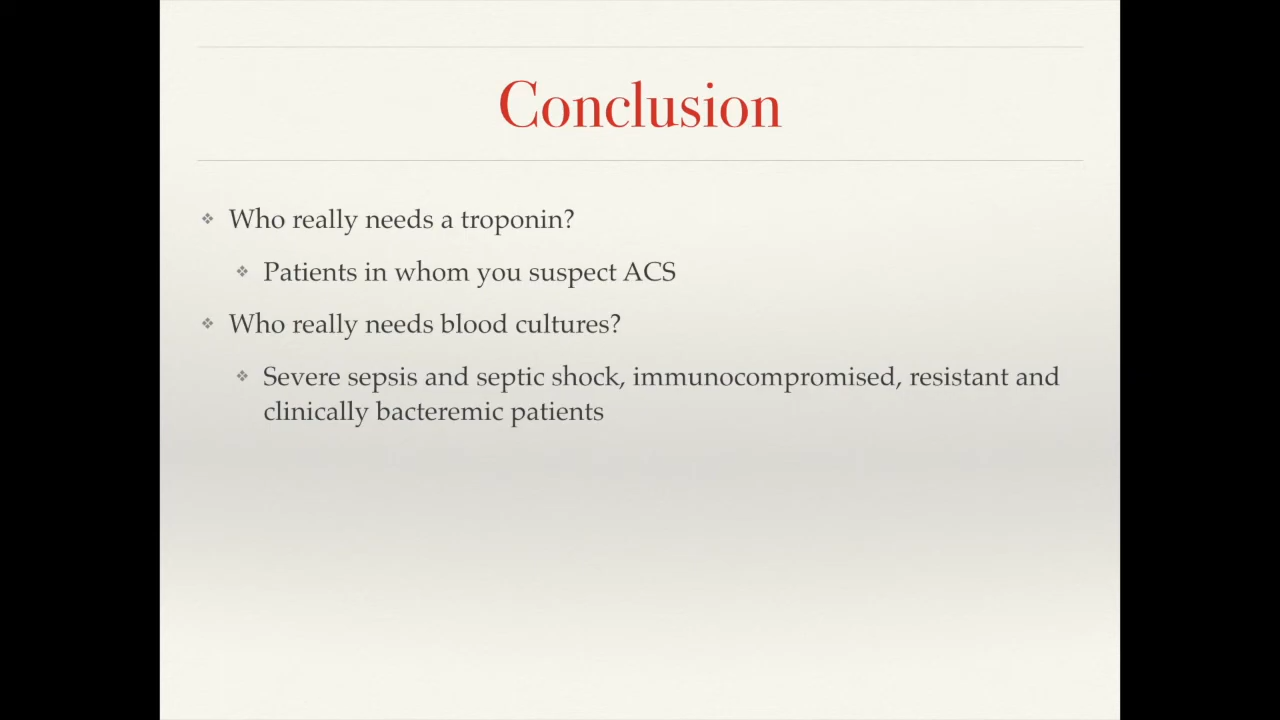 Conclusion
Who really needs a troponin?
Patients in whom you suspect ACS
Who really needs blood cultures?
Severe sepsis and septic shock, immunocompromised, resistant and
clinically bacteremic patients